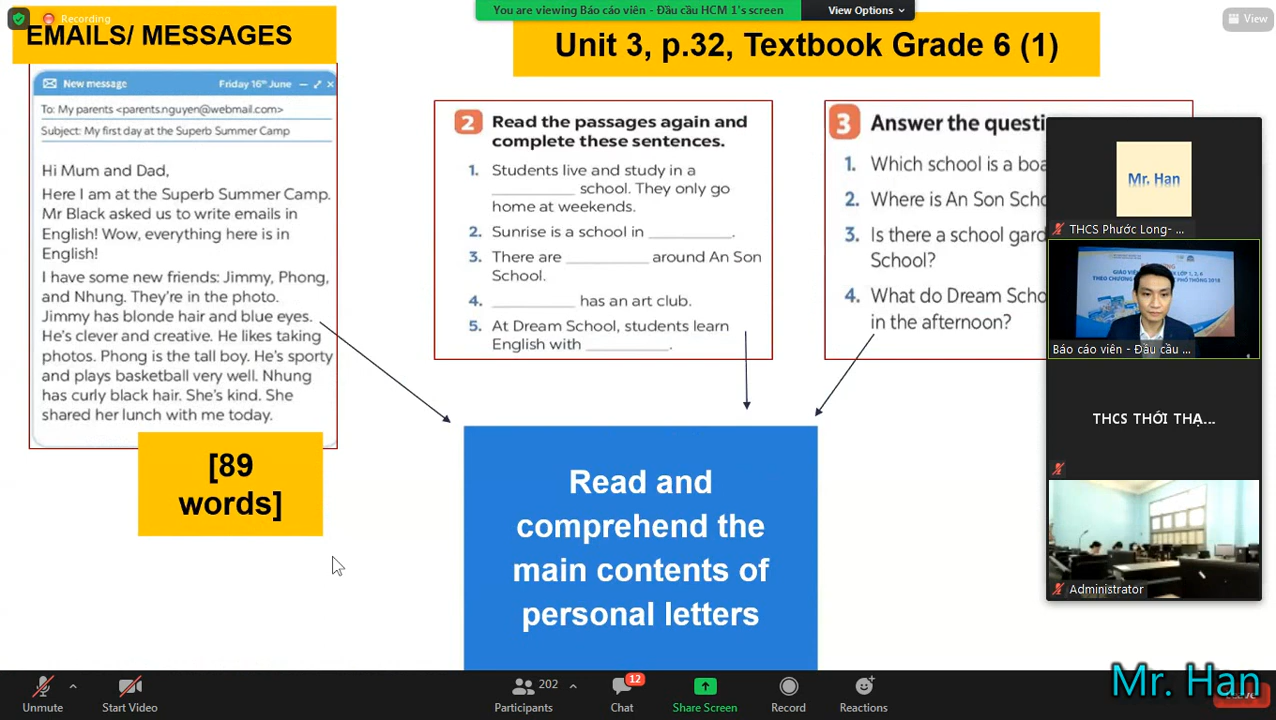 Recording
You are viewing Báo cáo viên - Đầu cầu HCM 1's screen
View Options
View
EMAILS/ MESSAGES
Unit 3, p.32, Textbook Grade 6 (1)
New message
Friday 16th June
To: My parents <parents.nguyen@webmail.com>
Subject: My first day at the Superb Summer Camp
Hi Mum and Dad,
Here I am at the Superb Summer Camp.
Mr Black asked us to write emails in
English! Wow, everything here is in
English!
I have some new friends: Jimmy, Phong,
and Nhung. They're in the photo.
Jimmy has blonde hair and blue eyes.
He's clever and creative. He likes taking
photos. Phong is the tall boy. He's sporty
and plays basketball very well. Nhung
has curly black hair. She's kind. She
shared her lunch with me today.
[89
words]
2 Read the passages again and
complete these sentences.
1. Students live and study in a
__________ school. They only go
home at weekends.
2. Sunrise is a school in __________.
3. There are __________ around An Son
School.
4. __________ has an art club.
5. At Dream School, students learn
English with __________.
3 Answer the questi
1. Which school is a boa
2. Where is An Son Scho
3. Is there a school gard
School?
4. What do Dream Scho
in the afternoon?
Read and
comprehend the
main contents of
personal letters
Mr. Han
THCS Phước Long- ...
GIÁO VIÊN
Báo cáo viên - Đầu cầu ...
THCS THỚI THẠ...
Administrator
Unmute
Start Video
202
Participants
12
Chat
Share Screen
Record
Reactions
Mr. Han